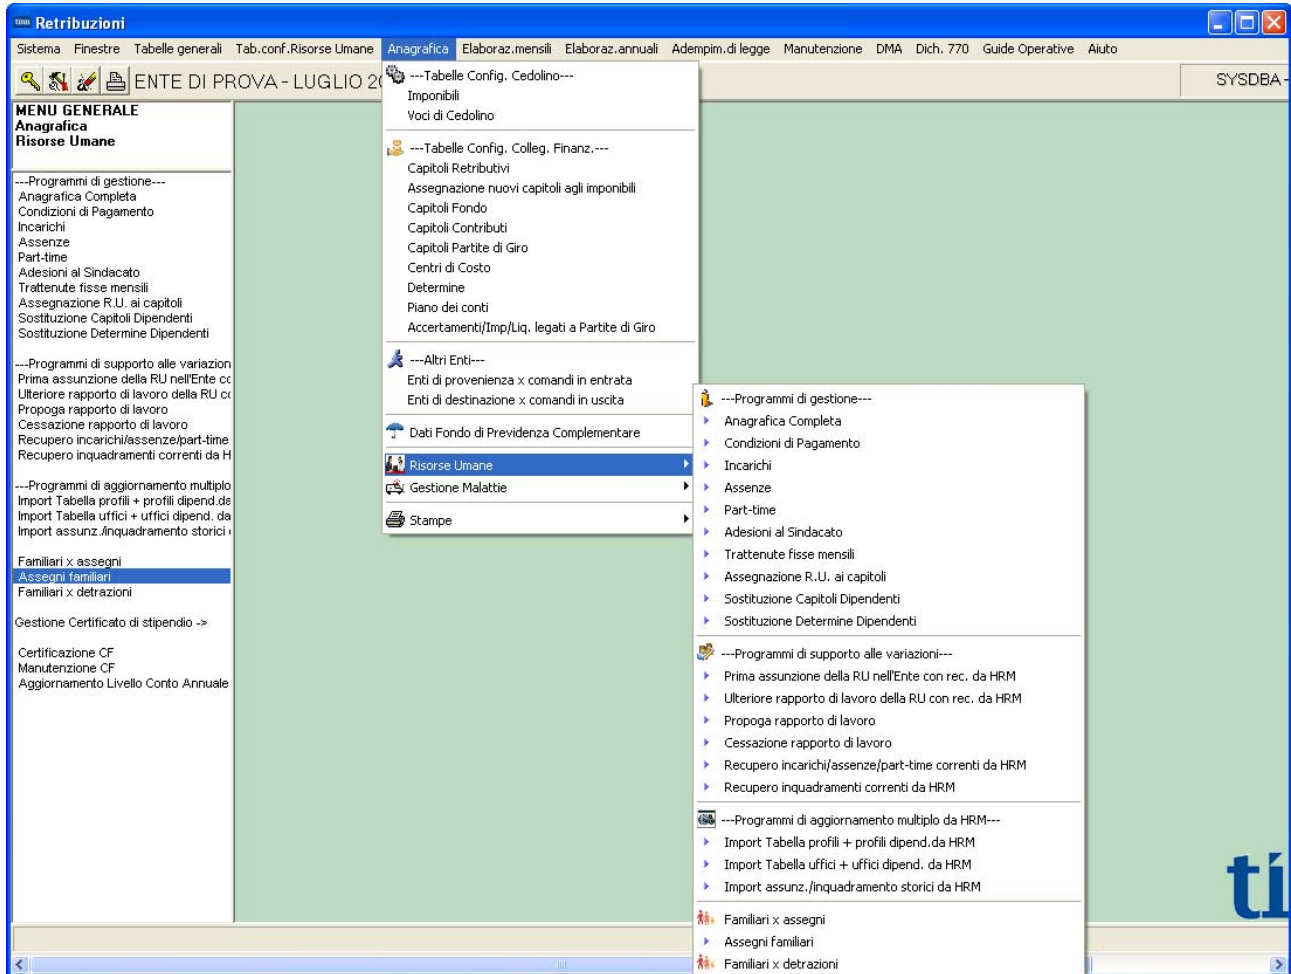 tinn Retribuzioni
Sistema Finestre Tabelle generali Tab.conf.Risorse Umane Anagrafica Elaboraz.mensili Elaboraz.annuali Adempim.di legge Manutenzione DMA Dich. 770 Guide Operative Aiuto
ENTE DI PROVA - LUGLIO 20
SYSDBA -
MENU GENERALE
Anagrafica
Risorse Umane
---Programmi di gestione---
Anagrafica Completa
Condizioni di Pagamento
Incarichi
Assenze
Part-time
Adesioni al Sindacato
Trattenute fisse mensili
Assegnazione R.U. ai capitoli
Sostituzione Capitoli Dipendenti
Sostituzione Determine Dipendenti
---Programmi di supporto alle variazion
Prima assunzione della RU nell'Ente co
Ulteriore rapporto di lavoro della RU co
Propoga rapporto di lavoro
Cessazione rapporto di lavoro
Recupero incarichi/assenze/part-time
Recupero inquadramenti correnti da H
---Programmi di aggiornamento multiplo
Import Tabella profili + profili dipend.da
Import Tabella uffici + uffici dipend. da
Import assunz./inquadramento storici
Familiari x assegni
Assegni familiari
Familiari x detrazioni
Gestione Certificato di stipendio ->
Certificazione CF
Manutenzione CF
Aggiornamento Livello Conto Annuale
---Tabelle Config. Cedolino---
Imponibili
Voci di Cedolino
---Tabelle Config. Colleg. Finanz.---
Capitoli Retributivi
Assegnazione nuovi capitoli agli imponibili
Capitoli Fondo
Capitoli Contributi
Capitoli Partite di Giro
Centri di Costo
Determine
Piano dei conti
Accertamenti/Imp/Liq. legati a Partite di Giro
---Altri Enti---
Enti di provenienza x comandi in entrata
Enti di destinazione x comandi in uscita
Dati Fondo di Previdenza Complementare
Risorse Umane
Gestione Malattie
Stampe
---Programmi di gestione---
Anagrafica Completa
Condizioni di Pagamento
Incarichi
Assenze
Part-time
Adesioni al Sindacato
Trattenute fisse mensili
Assegnazione R.U. ai capitoli
Sostituzione Capitoli Dipendenti
Sostituzione Determine Dipendenti
---Programmi di supporto alle variazioni---
Prima assunzione della RU nell'Ente con rec. da HRM
Ulteriore rapporto di lavoro della RU con rec. da HRM
Propoga rapporto di lavoro
Cessazione rapporto di lavoro
Recupero incarichi/assenze/part-time correnti da HRM
Recupero inquadramenti correnti da HRM
---Programmi di aggiornamento multiplo da HRM---
Import Tabella profili + profili dipend.da HRM
Import Tabella uffici + uffici dipend. da HRM
Import assunz./inquadramento storici da HRM
Familiari x assegni
Assegni familiari
Familiari x detrazioni
tí